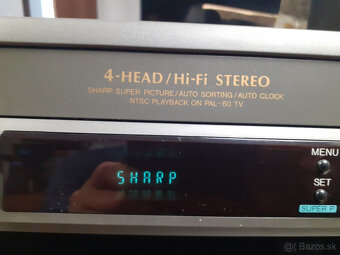 4-HEAD/Hi-Fi STEREO
SHARP SUPER PICTURE/AUTO SORTING/AUTO CLOCK
NTSC PLAYBACK ON PAL-60 TV
MENU
SHARP
SET
SUPER P
Bazos.sk